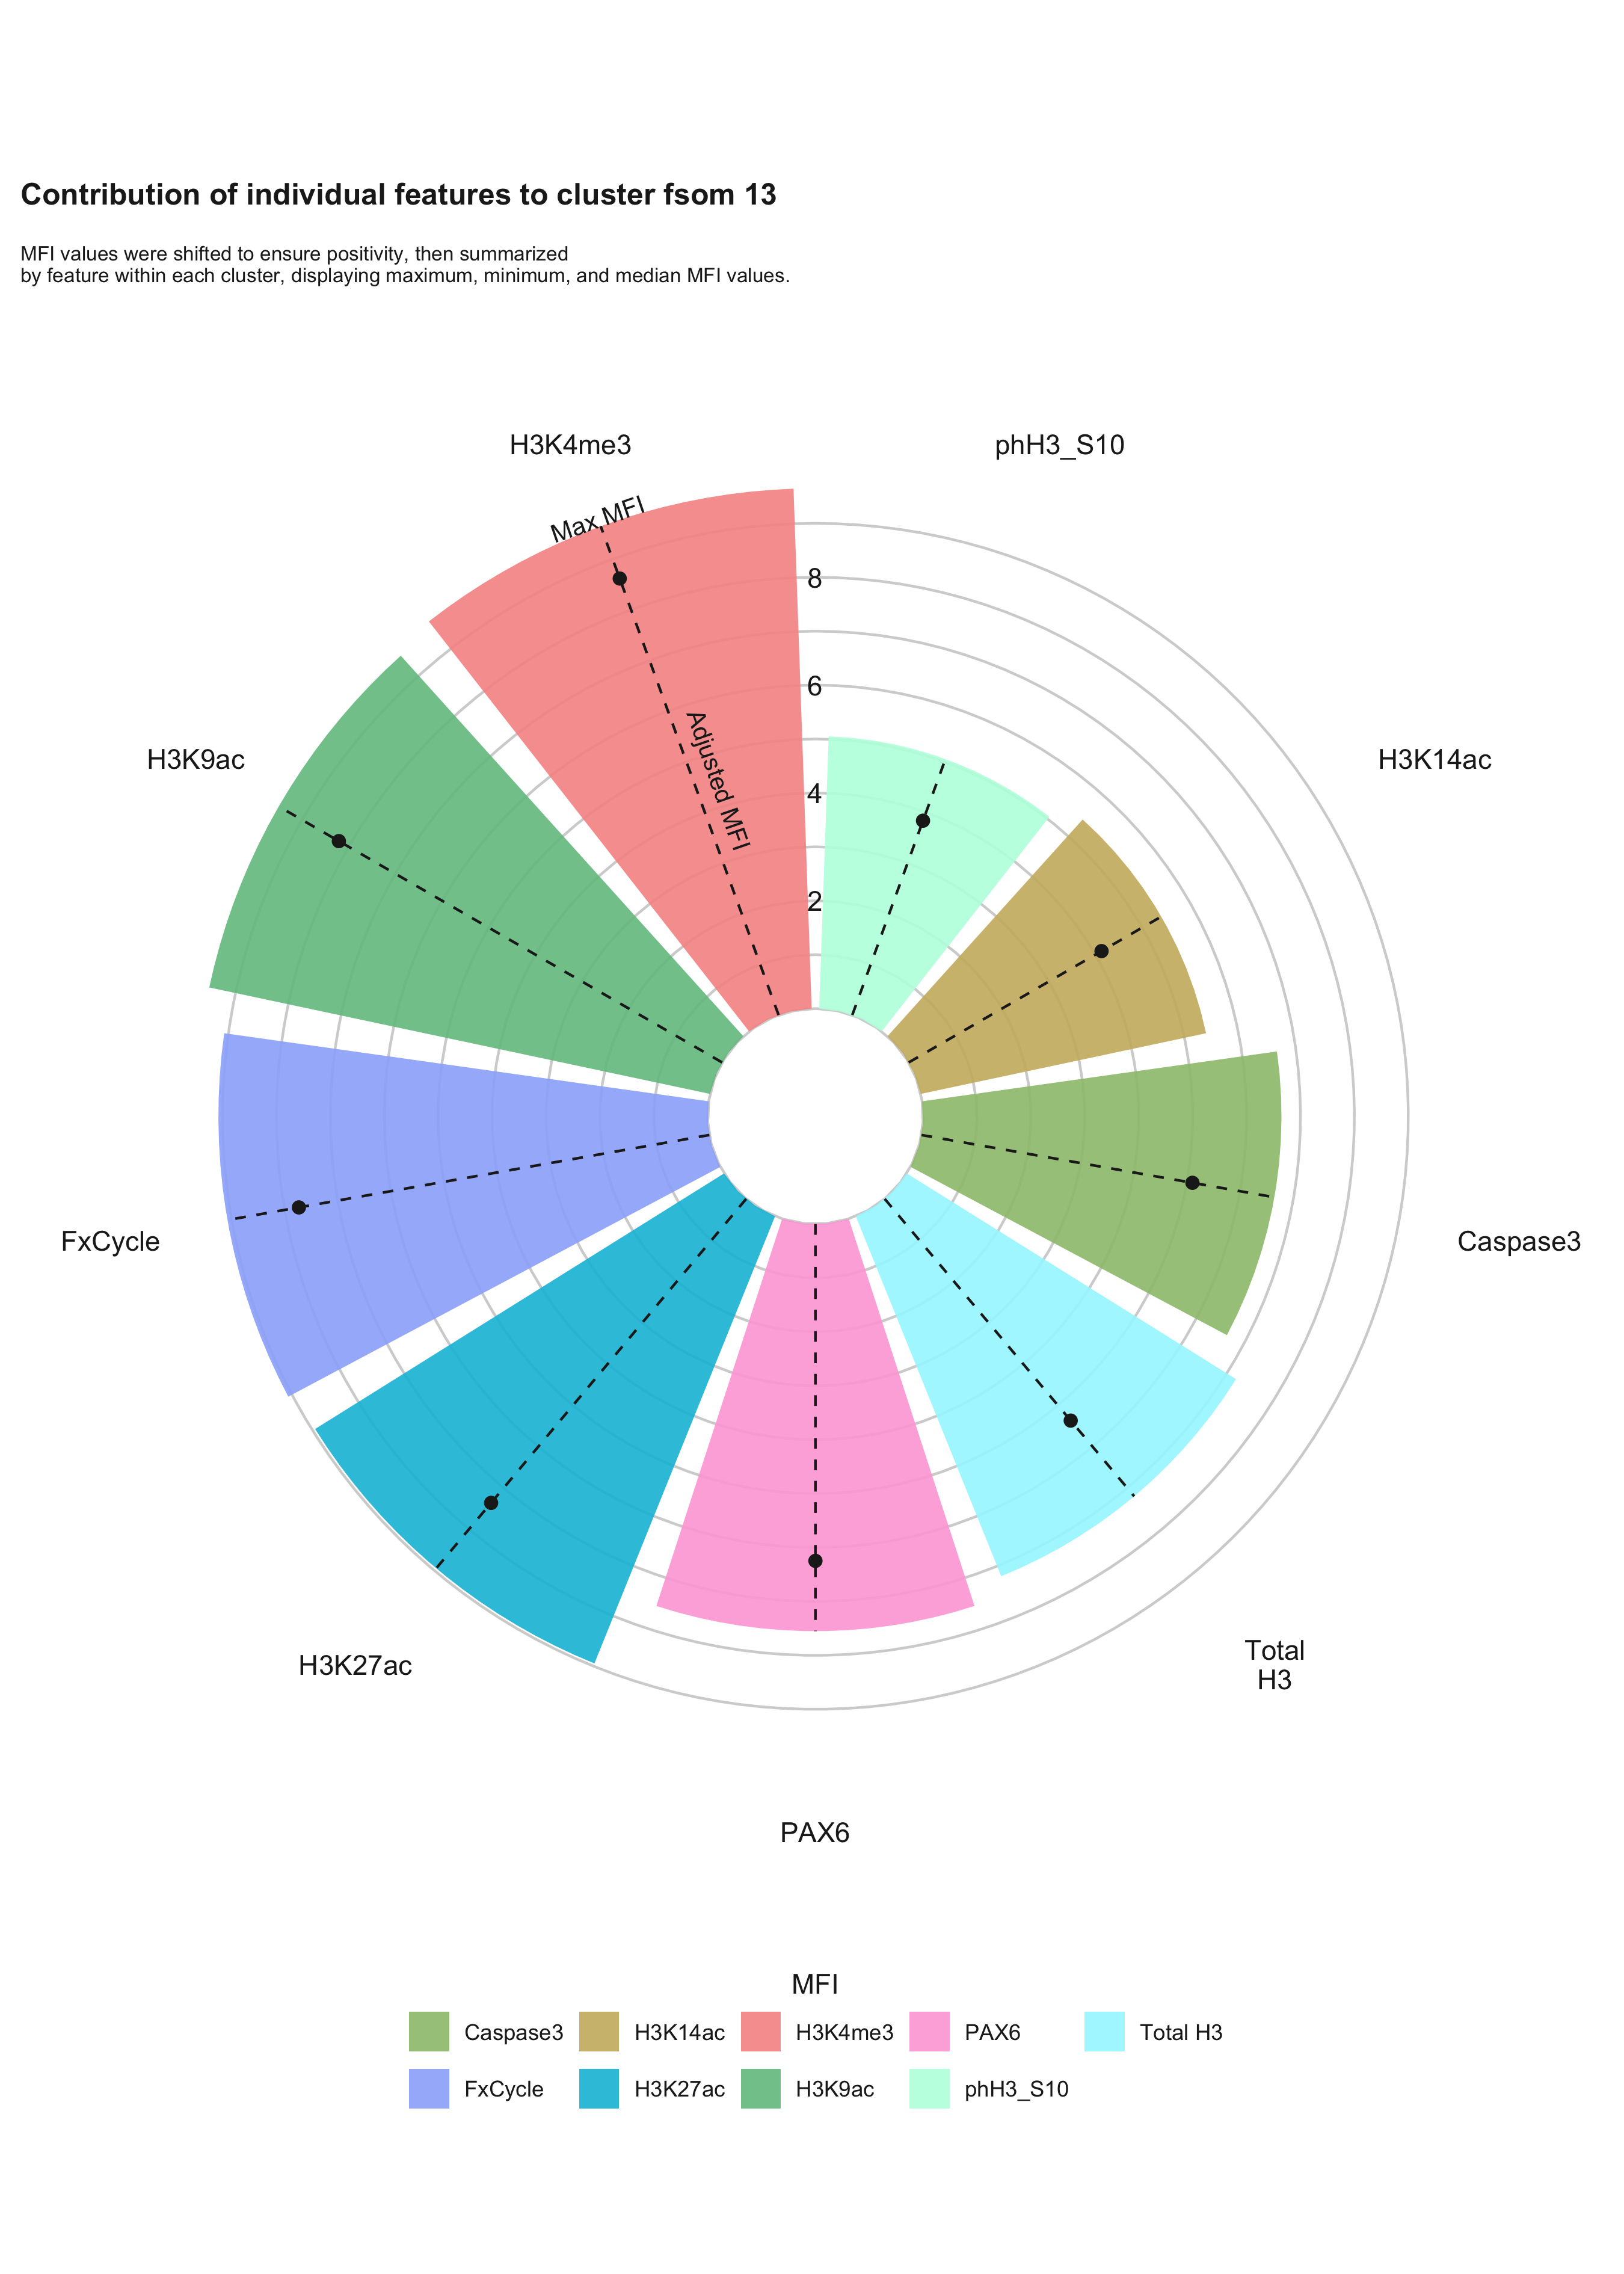 Contribution of individual features to cluster fsom 13
MFI values were shifted to ensure positivity, then summarized
by feature within each cluster, displaying maximum, minimum, and median MFI values.
H3K4me3
phH3_S10
Max MFI
8
6
Adjusted MFI
H3K9ac
H3K14ac
4
2
FxCycle
Caspase3
H3K27ac
Total
H3
PAX6
MFI
Caspase3
H3K14ac
H3K4me3
PAX6
Total H3
FxCycle
H3K27ac
H3K9ac
phH3_S10